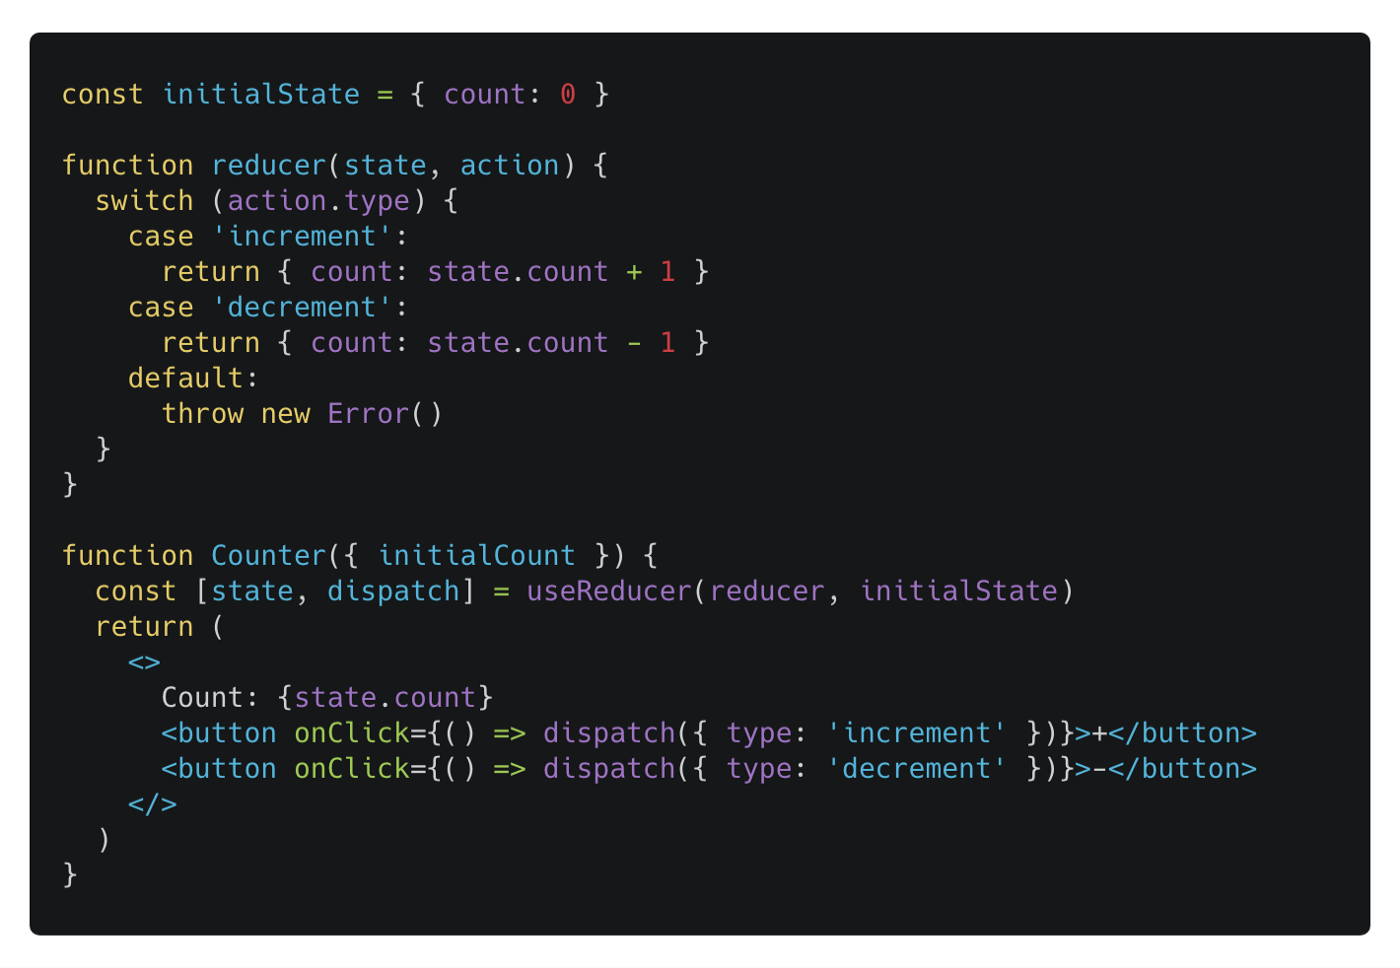 const initialState = { count: 0 }

function reducer(state, action) {
  switch (action.type) {
    case 'increment':
      return { count: state.count + 1 }
    case 'decrement':
      return { count: state.count - 1 }
    default:
      throw new Error()
  }
}

function Counter({ initialCount }) {
  const [state, dispatch] = useReducer(reducer, initialState)
  return (
    <>
      Count: {state.count}
      <button onClick={() => dispatch({ type: 'increment' })}>+</button>
      <button onClick={() => dispatch({ type: 'decrement' })}>-</button>
    </>
  )
}